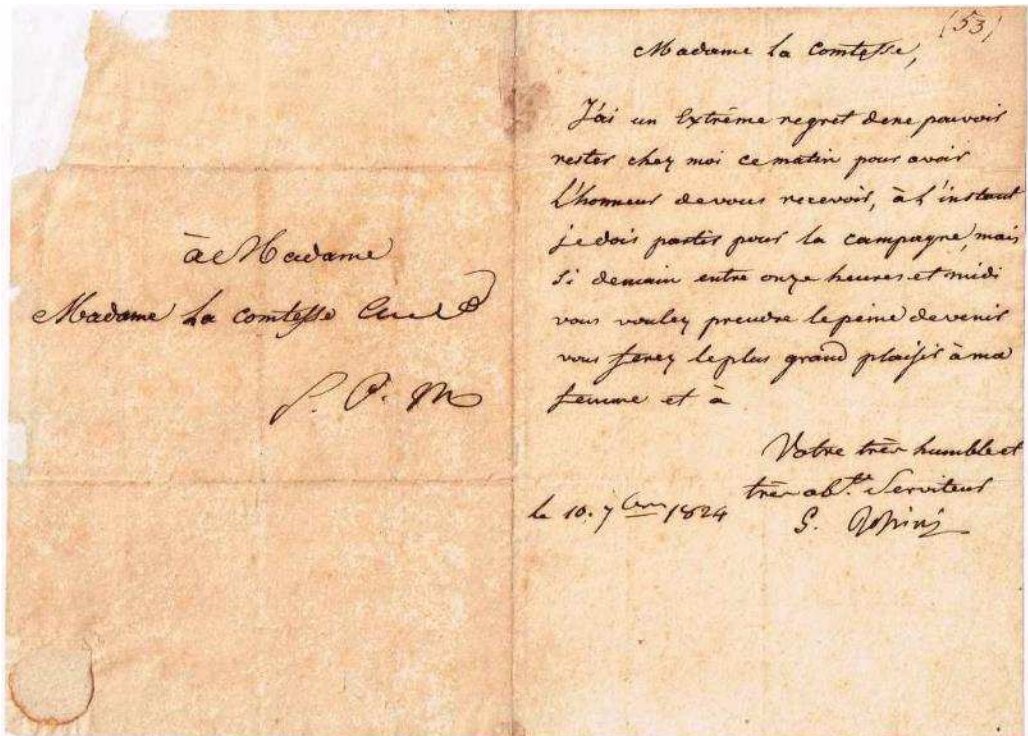 à Madame
Madame la comtesse
S. P. M
(53)
Madame la Comtesse,
J'ai un Extrême regret de ne pouvoir
rester chez moi ce matin pour avoir
L'honneur de vous recevoir, à l'instant
je dois partir pour la campagne, mais
Si demain entre onze heures et midi
vous voulez prendre la peine de venir
vous ferez le plus grand plaisir à ma
femme et à
Votre très humble et
très obt. Serviteur
le 10. 7bre 1824
G. Rossini